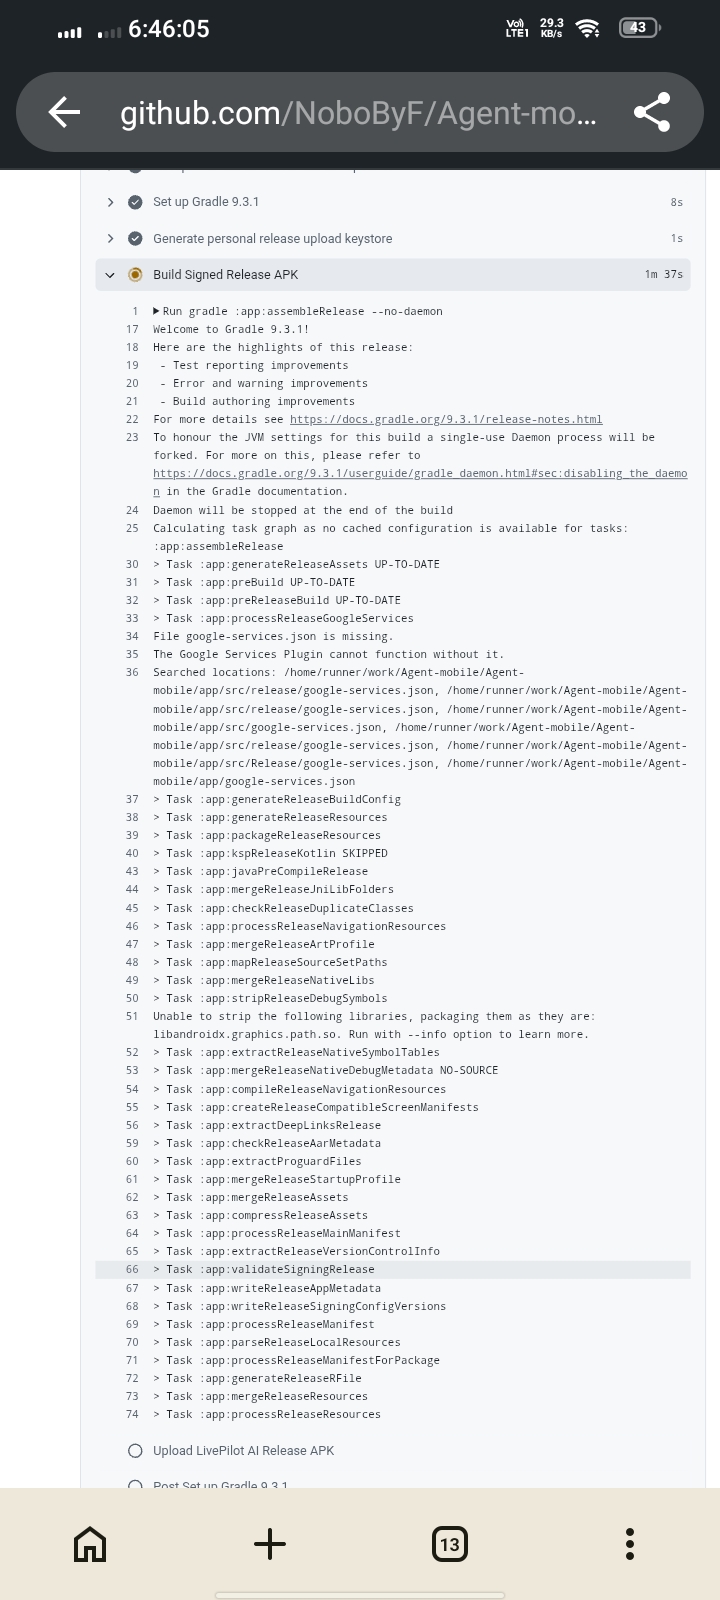 6:46:05
Vo)) LTE1 29.3 KB/s 43
github.com/NoboByF/Agent-mo...
Set up Gradle 9.3.1 8s
Generate personal release upload keystore 1s
Build Signed Release APK 1m 37s
1 Run gradle :app:assembleRelease --no-daemon
17 Welcome to Gradle 9.3.1!
18 Here are the highlights of this release:
19 - Test reporting improvements
20 - Error and warning improvements
21 - Build authoring improvements
22 For more details see https://docs.gradle.org/9.3.1/release-notes.html
23 To honour the JVM settings for this build a single-use Daemon process will be
forked. For more on this, please refer to
https://docs.gradle.org/9.3.1/userguide/gradle_daemon.html#sec:disabling_the_daemo
n in the Gradle documentation.
24 Daemon will be stopped at the end of the build
25 Calculating task graph as no cached configuration is available for tasks:
:app:assembleRelease
30 > Task :app:generateReleaseAssets UP-TO-DATE
31 > Task :app:preBuild UP-TO-DATE
32 > Task :app:preReleaseBuild UP-TO-DATE
33 > Task :app:processReleaseGoogleServices
34 File google-services.json is missing.
35 The Google Services Plugin cannot function without it.
36 Searched locations: /home/runner/work/Agent-mobile/Agent-
mobile/app/src/release/google-services.json, /home/runner/work/Agent-mobile/Agent-
mobile/app/src/release/google-services.json, /home/runner/work/Agent-mobile/Agent-
mobile/app/src/google-services.json, /home/runner/work/Agent-mobile/Agent-
mobile/app/src/release/google-services.json, /home/runner/work/Agent-mobile/Agent-
mobile/app/src/Release/google-services.json, /home/runner/work/Agent-mobile/Agent-
mobile/app/google-services.json
37 > Task :app:generateReleaseBuildConfig
38 > Task :app:generateReleaseResources
39 > Task :app:packageReleaseResources
40 > Task :app:kspReleaseKotlin SKIPPED
43 > Task :app:javaPreCompileRelease
44 > Task :app:mergeReleaseJniLibFolders
45 > Task :app:checkReleaseDuplicateClasses
46 > Task :app:processReleaseNavigationResources
47 > Task :app:mergeReleaseArtProfile
48 > Task :app:mapReleaseSourceSetPaths
49 > Task :app:mergeReleaseNativeLibs
50 > Task :app:stripReleaseDebugSymbols
51 Unable to strip the following libraries, packaging them as they are:
libandroidx.graphics.path.so. Run with --info option to learn more.
52 > Task :app:extractReleaseNativeSymbolTables
53 > Task :app:mergeReleaseNativeDebugMetadata NO-SOURCE
54 > Task :app:compileReleaseNavigationResources
55 > Task :app:createReleaseCompatibleScreenManifests
56 > Task :app:extractDeepLinksRelease
59 > Task :app:checkReleaseAarMetadata
60 > Task :app:extractProguardFiles
61 > Task :app:mergeReleaseStartupProfile
62 > Task :app:mergeReleaseAssets
63 > Task :app:compressReleaseAssets
64 > Task :app:processReleaseMainManifest
65 > Task :app:extractReleaseVersionControlInfo
66 > Task :app:validateSigningRelease
67 > Task :app:writeReleaseAppMetadata
68 > Task :app:writeReleaseSigningConfigVersions
69 > Task :app:processReleaseManifest
70 > Task :app:parseReleaseLocalResources
71 > Task :app:processReleaseManifestForPackage
72 > Task :app:generateReleaseRFile
73 > Task :app:mergeReleaseResources
74 > Task :app:processReleaseResources
Upload LivePilot AI Release APK
Post Set up Gradle 9.3.1
13